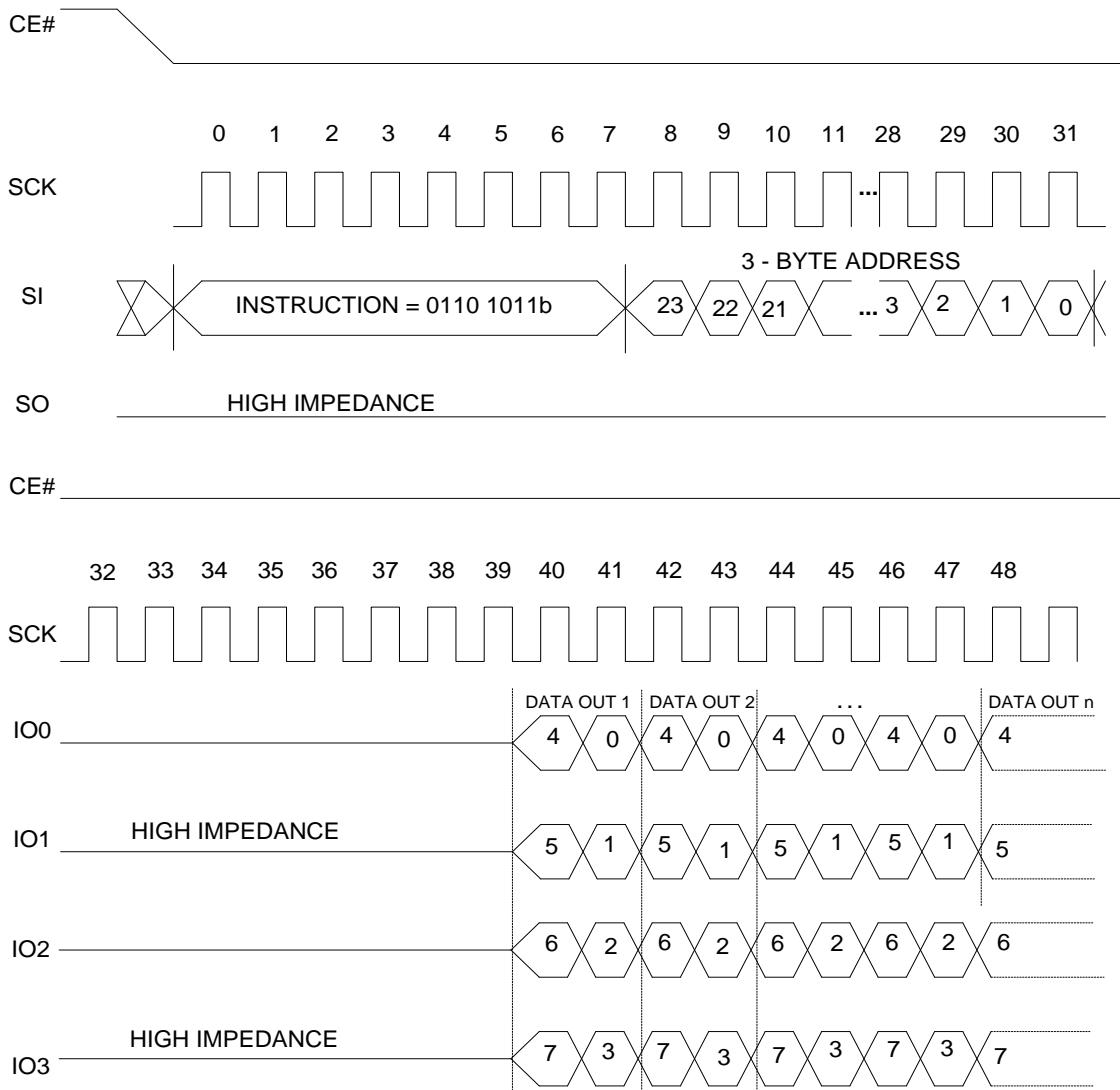 CE#
0 1 2 3 4 5 6 7 8 9 10 11 28 29 30 31
SCK ...
3 - BYTE ADDRESS
SI INSTRUCTION = 0110 1011b 23 22 21 ... 3 2 1 0
SO HIGH IMPEDANCE
CE#
32 33 34 35 36 37 38 39 40 41 42 43 44 45 46 47 48
SCK
DATA OUT 1 DATA OUT 2 ... DATA OUT n
IO0 4 0 4 0 4 0 4 0 4
IO1 HIGH IMPEDANCE 5 1 5 1 5 1 5 1 5
IO2 6 2 6 2 6 2 6 2 6
IO3 HIGH IMPEDANCE 7 3 7 3 7 3 7 3 7